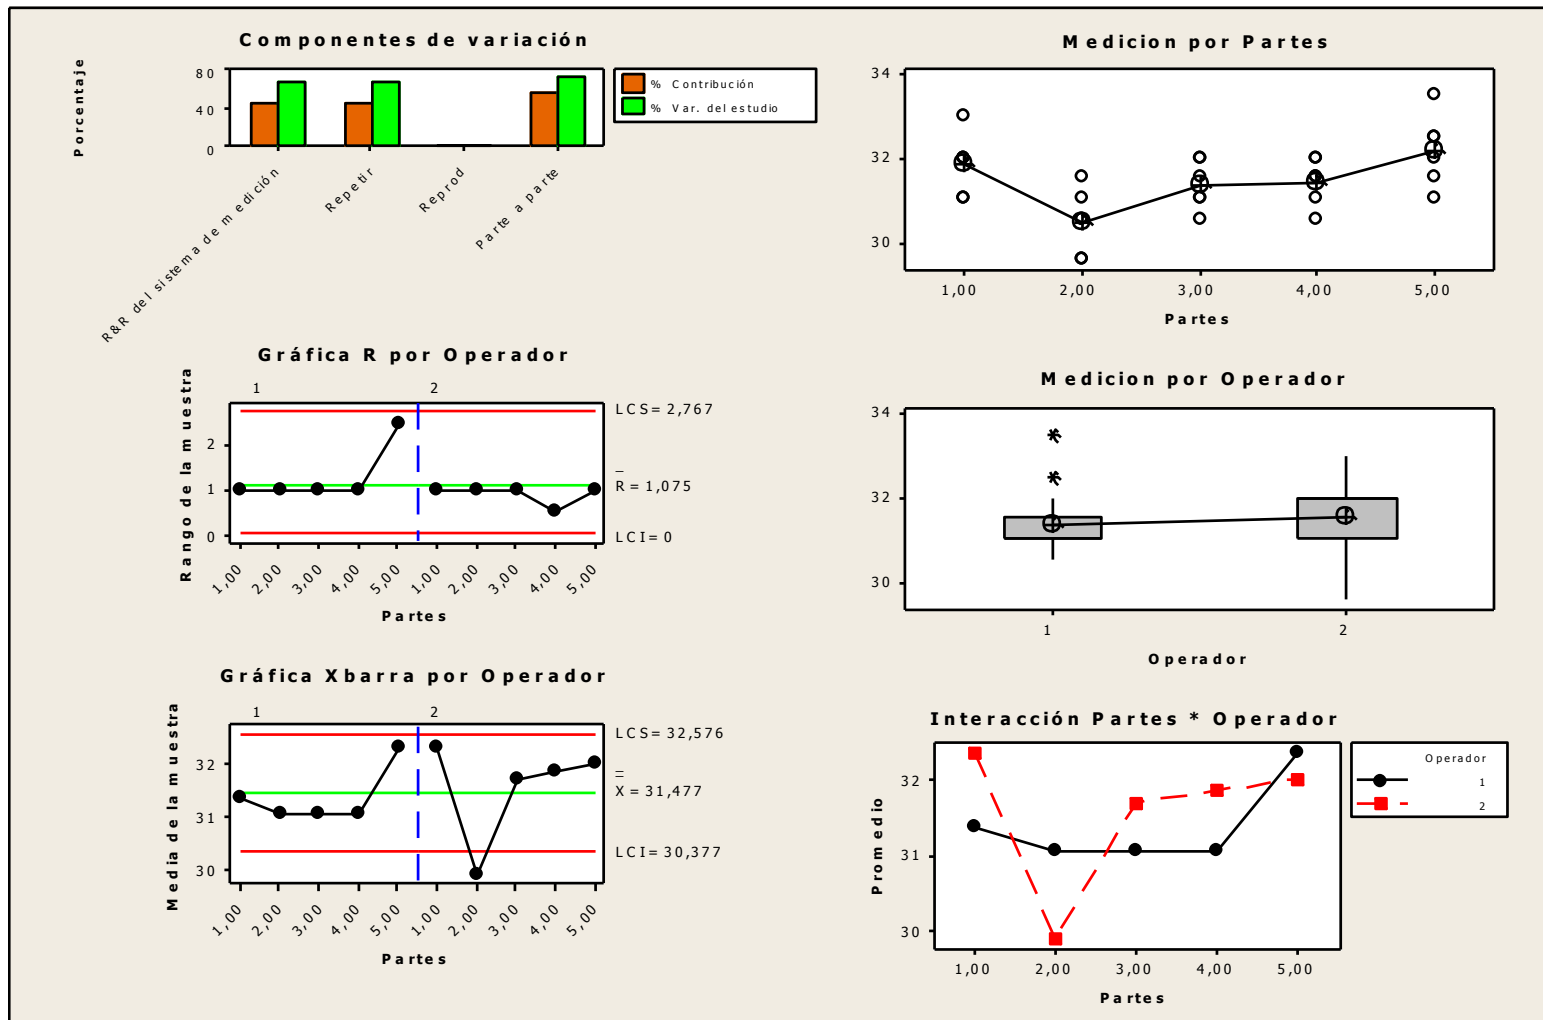 Componentes de variación
Porcentaje
80
40
0
% Contribución
% Var. del estudio
R&R del sistema de medición
Repetir
Reprod
Parte a parte
Medicion por Partes
34
32
30
1,00 2,00 3,00 4,00 5,00
Partes
Gráfica R por Operador
Rango de la muestra
1 2
2
1
0
LCS=2,767
R=1,075
LCI=0
1,00 2,00 3,00 4,00 5,00 1,00 2,00 3,00 4,00 5,00
Partes
Medicion por Operador
34
32
30
1 2
Operador
Gráfica Xbarra por Operador
Media de la muestra
1 2
32
31
30
LCS=32,576
X=31,477
LCI=30,377
1,00 2,00 3,00 4,00 5,00 1,00 2,00 3,00 4,00 5,00
Partes
Interacción Partes * Operador
Promedio
32
31
30
1,00 2,00 3,00 4,00 5,00
Partes
Operador
1
2